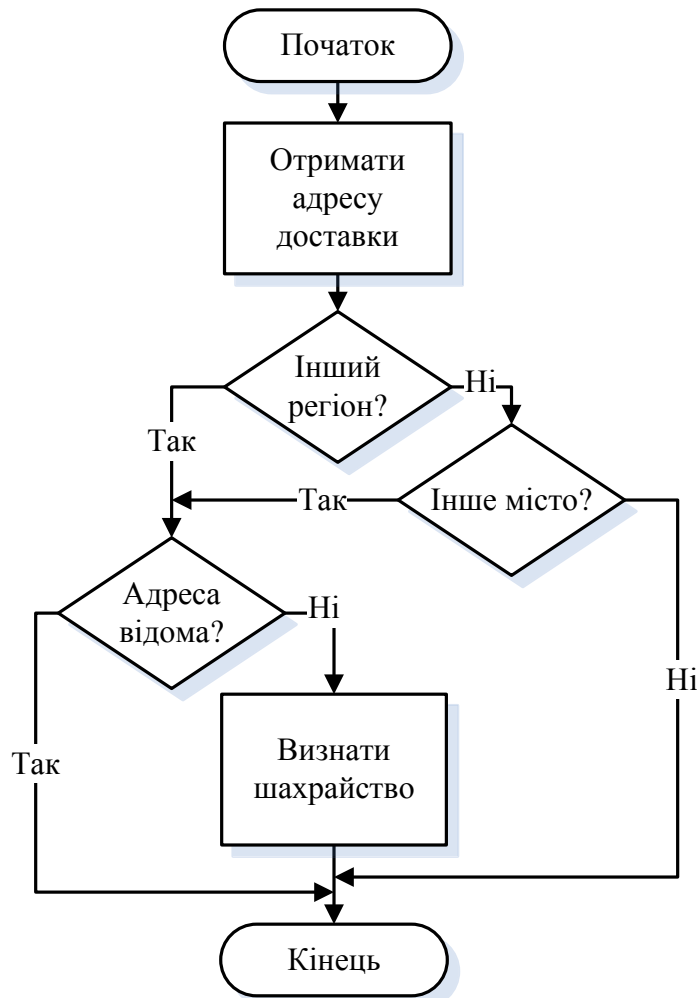 Початок
Отримати
адресу
доставки
Інший
регіон?
Ні
Так
Так
Інше місто?
Адреса
відома?
Ні
Ні
Так
Визнати
шахрайство
Кінець